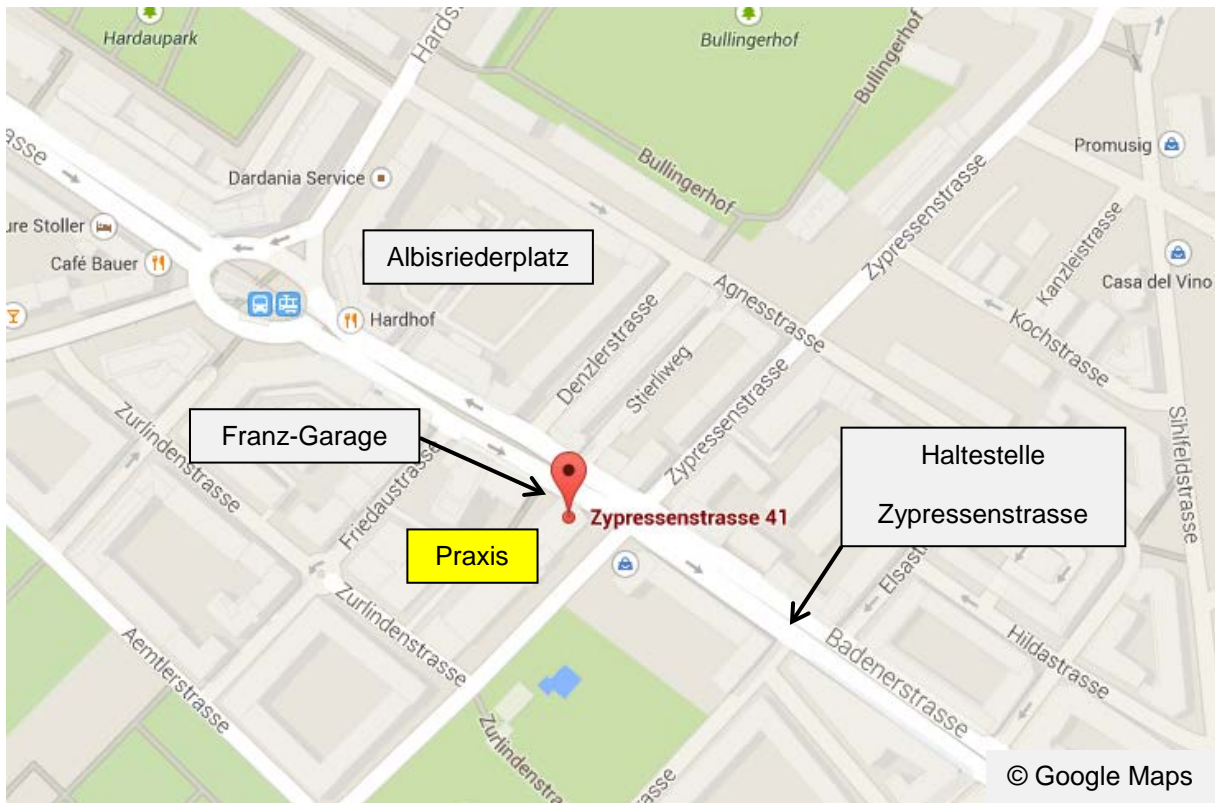 Hardaupark
Bullingerhof
Hards
Bullingerhof
asse
Promusig
Dardania Service
Bullingerhof
Zypressenstrasse
ure Stoller
Café Bauer
Albisriederplatz
Kanzleistrasse
Casa del Vino
Hardhof
Agnesstrasse
Kochstrasse
Denzlerstrasse
Stierliweg
Zypressenstrasse
Sihlfeldstrasse
Zurlindenstrasse
Franz-Garage
Friedaustrasse
Haltestelle
Zypressenstrasse
Zypressenstrasse 41
Praxis
Elsastr
Zurlindenstrasse
Aemtlerstrasse
Badenerstrasse
Hildastrasse
Zurlindenstr
© Google Maps